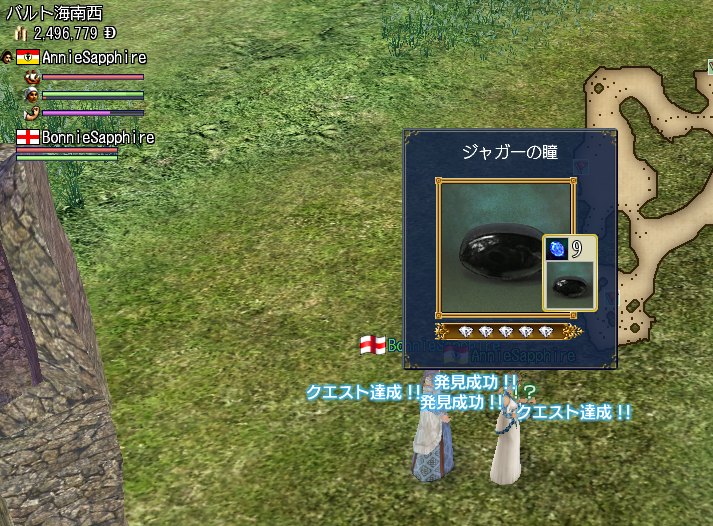 バルト海南西
2,496,779 D
AnnieSapphire
BonnieSapphire
ジャガーの瞳
9
AnnieSapphire
クエスト達成!!
発見成功!!
発見成功!!
?
クエスト達成!!